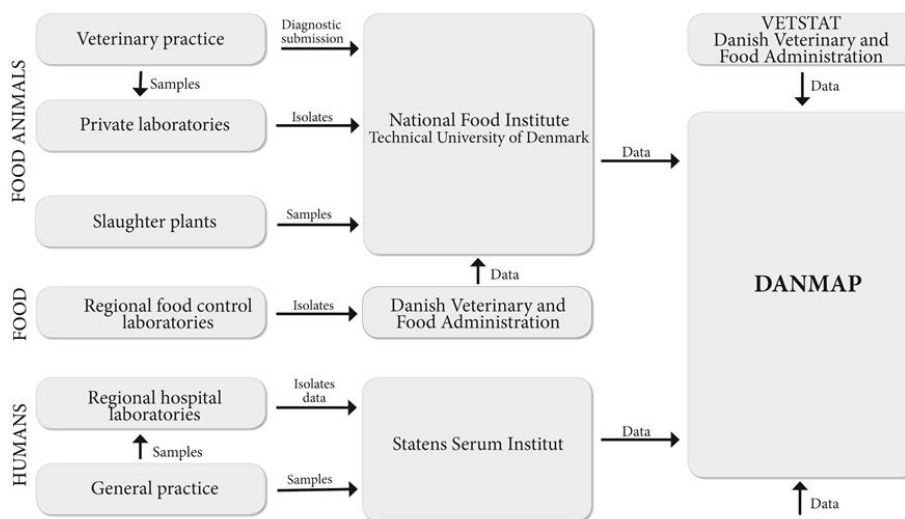 FOOD ANIMALS
Veterinary practice
Diagnostic
submission
Samples
Private laboratories
Isolates
Slaughter plants
Samples
National Food Institute
Technical University of Denmark
Data
VETSTAT
Danish Veterinary and
Food Administration
Data
DANMAP
FOOD
Regional food control
laboratories
Isolates
Danish Veterinary and
Food Administration
Data
HUMANS
Regional hospital
laboratories
Isolates
data
Samples
General practice
Samples
Statens Serum Institut
Data
Data